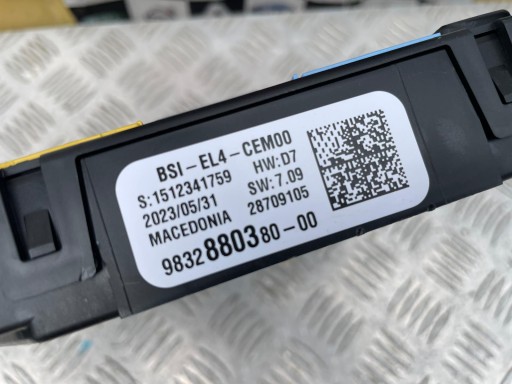 BSI-EL4-CEM00
S:1512341759 HW:D7
2023/05/31 SW:7.09
MACEDONIA 28709105
9832880380-00